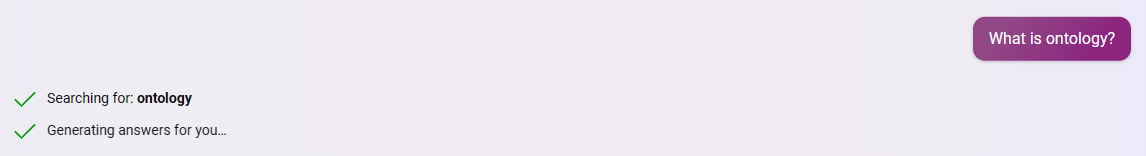 What is ontology?
Searching for: ontology
Generating answers for you...